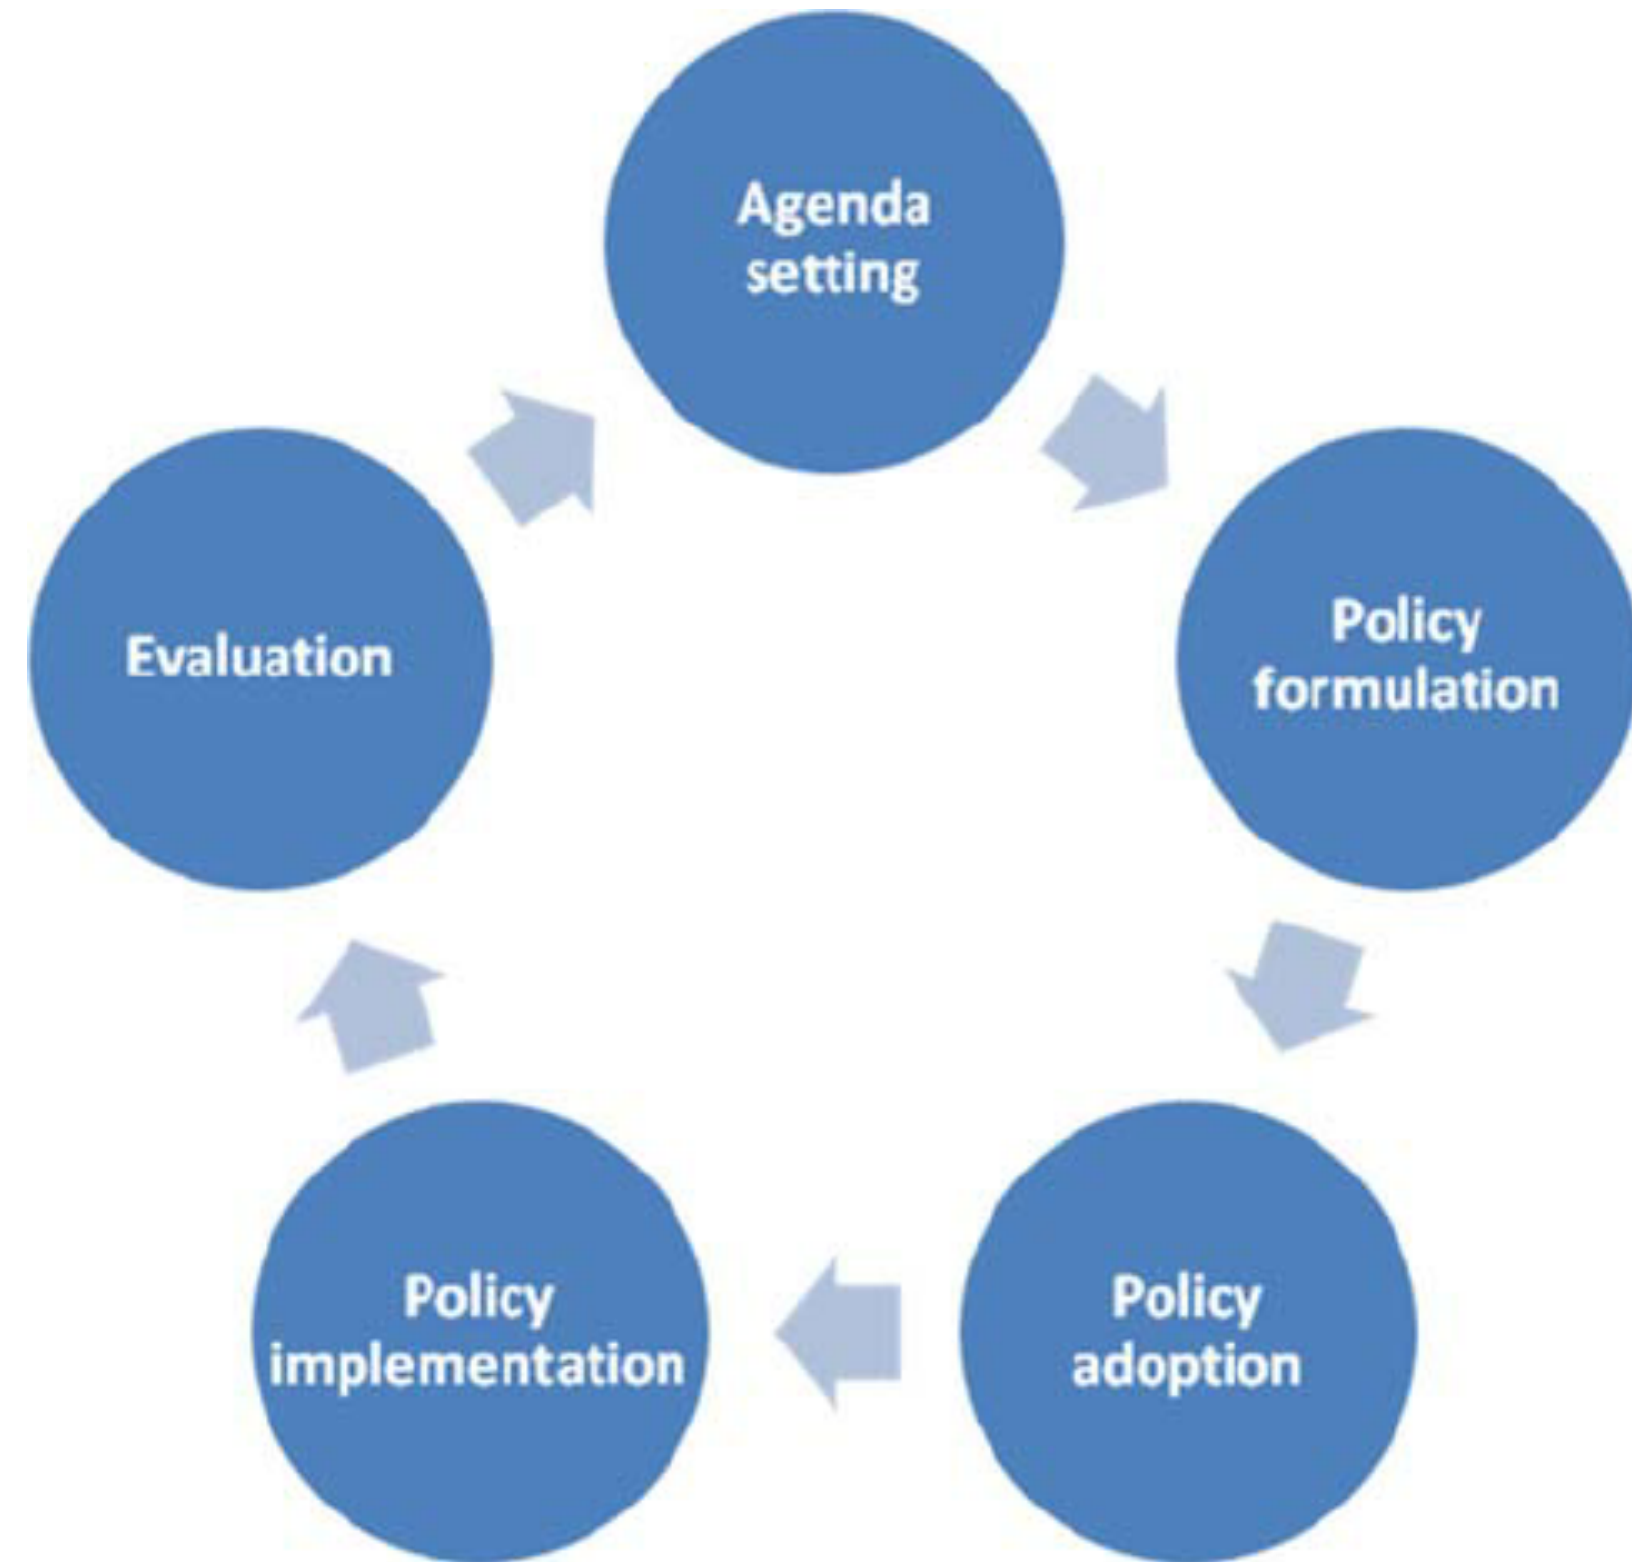 Agenda
setting
Policy
formulation
Policy
adoption
Policy
implementation
Evaluation